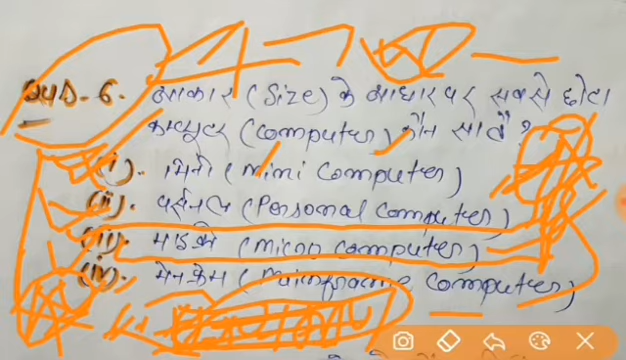 प्रश्न-6. आकार (Size) के आधार पर सबसे छोटा
कम्प्यूटर (Computer) कौन सा है ?
(i). मिनी (Mini Computer)
(ii). पर्सनल (Personal Computer)
(iii). माइक्रो (Micro Computer)
(iv). मेनफ्रेम (Mainframe Computer)